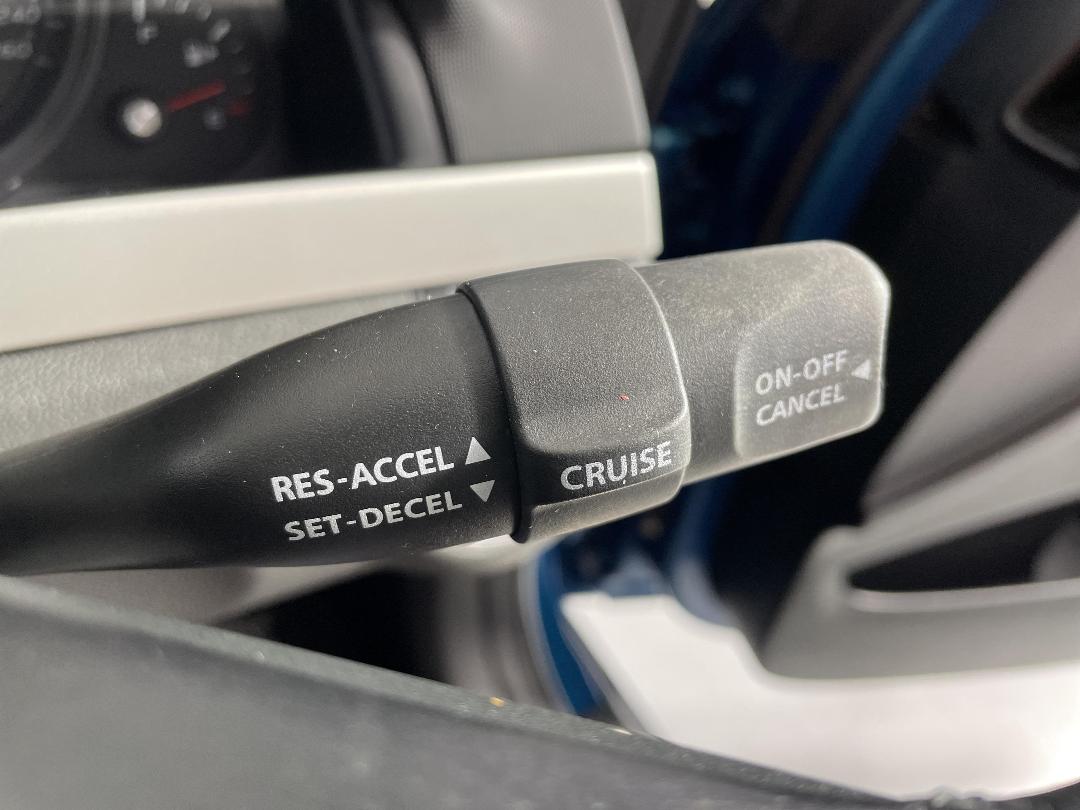 RES-ACCEL ▲
SET-DECEL ▼
CRUISE
ON-OFF ◀
CANCEL